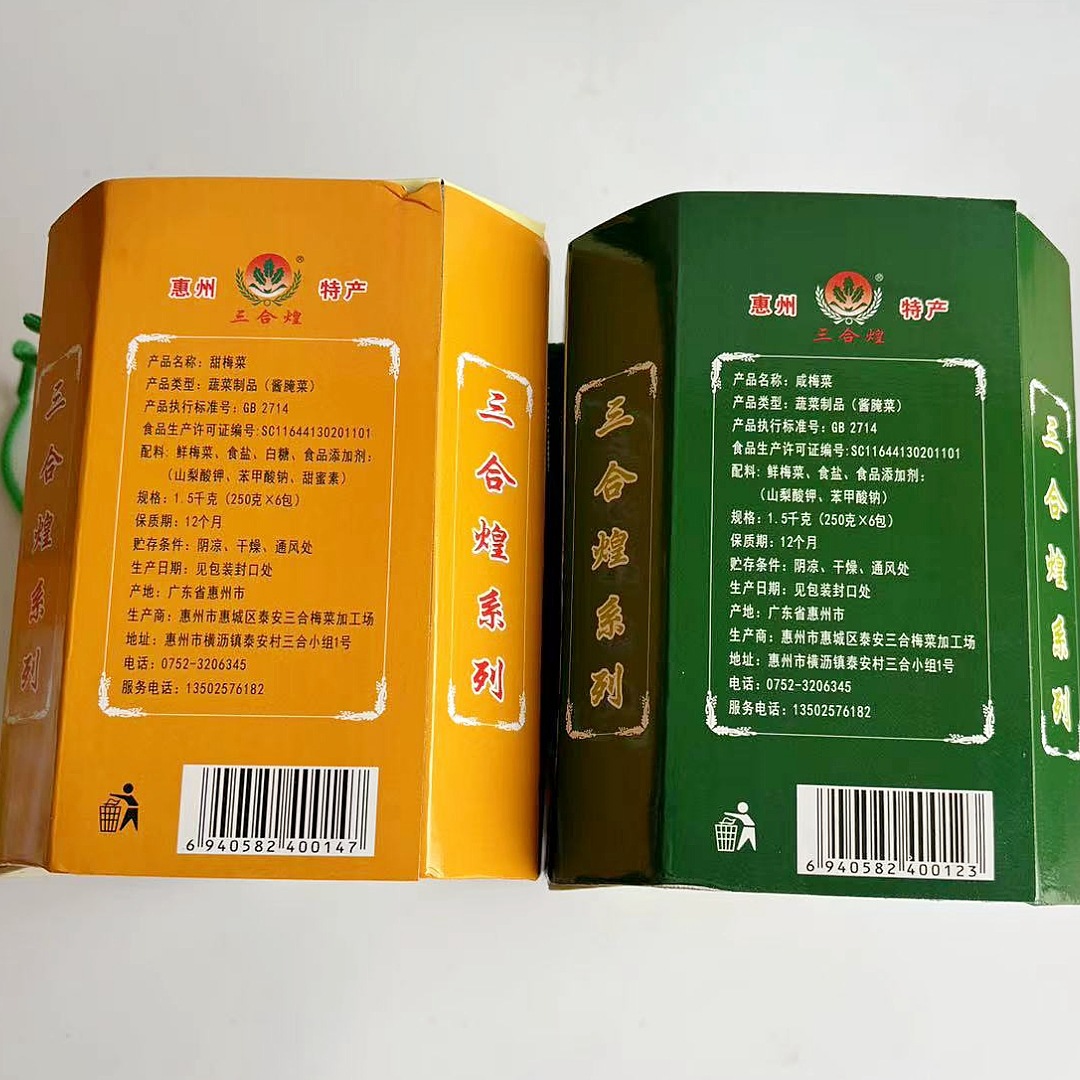 三合煌系列
惠州 特产
®
三合煌
产品名称：甜梅菜
产品类型：蔬菜制品（酱腌菜）
产品执行标准号：GB 2714
食品生产许可证编号：SC11644130201101
配料：鲜梅菜、食盐、白糖、食品添加剂：
（山梨酸钾、苯甲酸钠、甜蜜素）
规格：1.5千克（250克×6包）
保质期：12个月
贮存条件：阴凉、干燥、通风处
生产日期：见包装封口处
产地：广东省惠州市
生产商：惠州市惠城区泰安三合梅菜加工场
地址：惠州市横沥镇泰安村三合小组1号
电话：0752-3206345
服务电话：13502576182
6 940582 400147
三合煌系列
三合煌系列
惠州 特产
®
三合煌
产品名称：咸梅菜
产品类型：蔬菜制品（酱腌菜）
产品执行标准号：GB 2714
食品生产许可证编号：SC11644130201101
配料：鲜梅菜、食盐、食品添加剂：
（山梨酸钾、苯甲酸钠）
规格：1.5千克（250克×6包）
保质期：12个月
贮存条件：阴凉、干燥、通风处
生产日期：见包装封口处
产地：广东省惠州市
生产商：惠州市惠城区泰安三合梅菜加工场
地址：惠州市横沥镇泰安村三合小组1号
电话：0752-3206345
服务电话：13502576182
6 940582 400123
三合煌系列